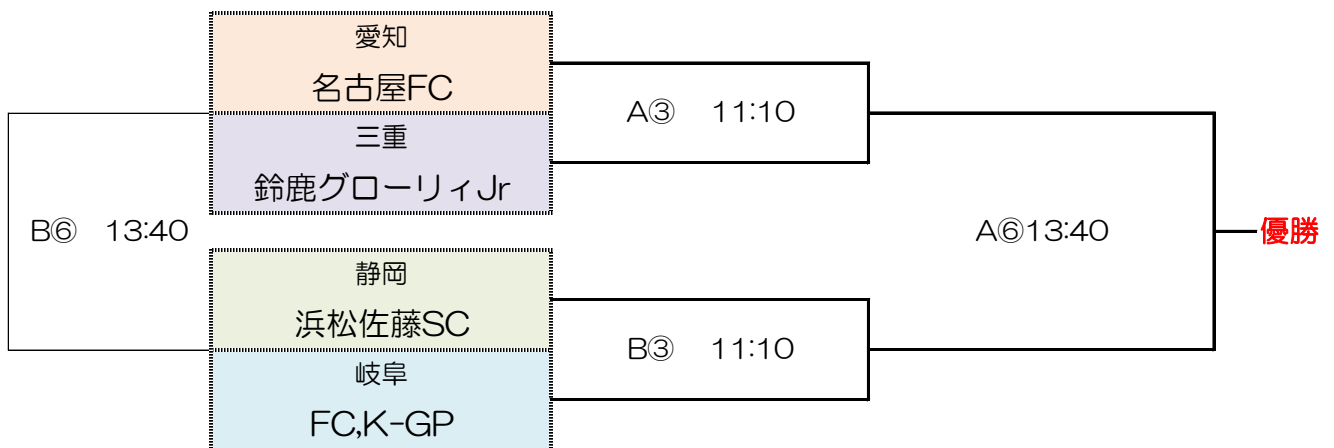 愛知
名古屋FC
A③ 11:10
三重
鈴鹿グローリィJr
B⑥ 13:40
A⑥13:40
優勝
静岡
浜松佐藤SC
B③ 11:10
岐阜
FC,K-GP